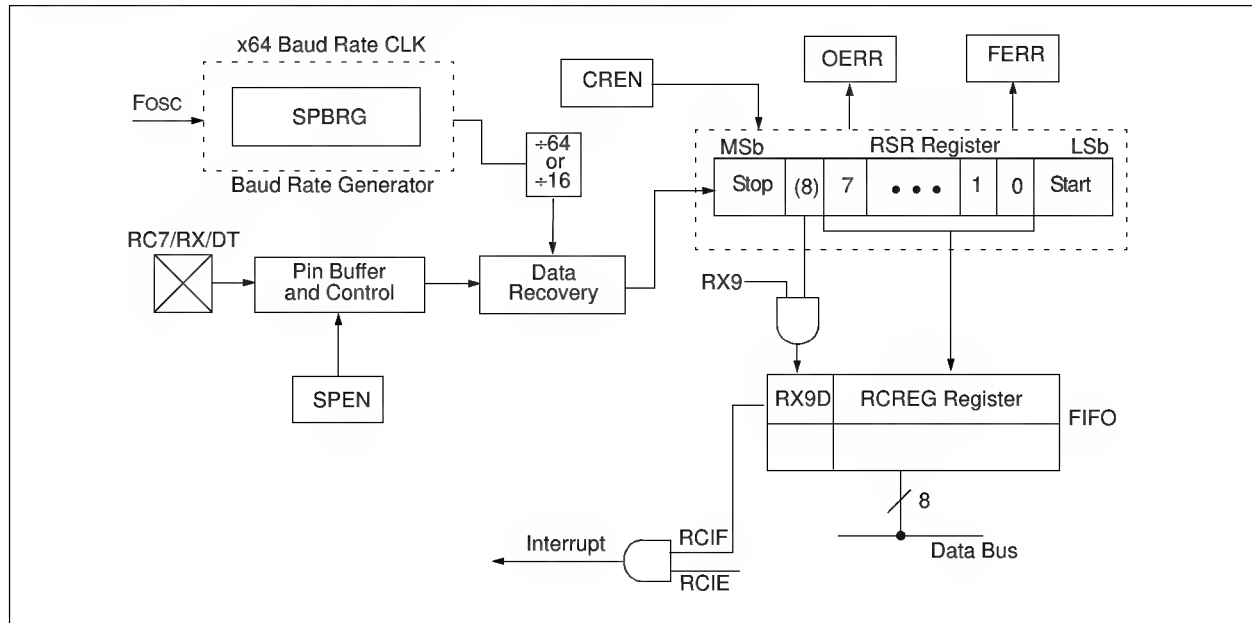 x64 Baud Rate CLK
FOSC
SPBRG
Baud Rate Generator
÷64
or
÷16
CREN
OERR
FERR
MSb
RSR Register
LSb
Stop
(8)
7
• • •
1
0
Start
RC7/RX/DT
Pin Buffer
and Control
Data
Recovery
SPEN
RX9
RX9D
RCREG Register
FIFO
8
Data Bus
Interrupt
RCIF
RCIE